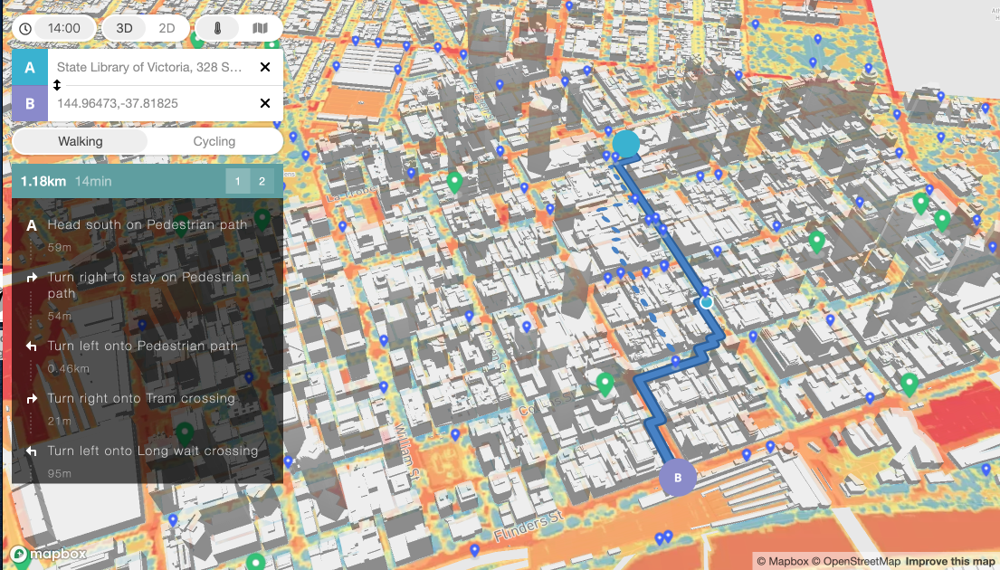 14:00
3D
2D
A
State Library of Victoria, 328 S...
B
144.96473,-37.81825
Walking
Cycling
1.18km
14min
1
2
A
Head south on Pedestrian path
59m
Turn right to stay on Pedestrian
path
54m
Turn left onto Pedestrian path
0.46km
Turn right onto Tram crossing
21m
Turn left onto Long wait crossing
95m
William St
B
Flinders St
mapbox
© Mapbox © OpenStreetMap Improve this map